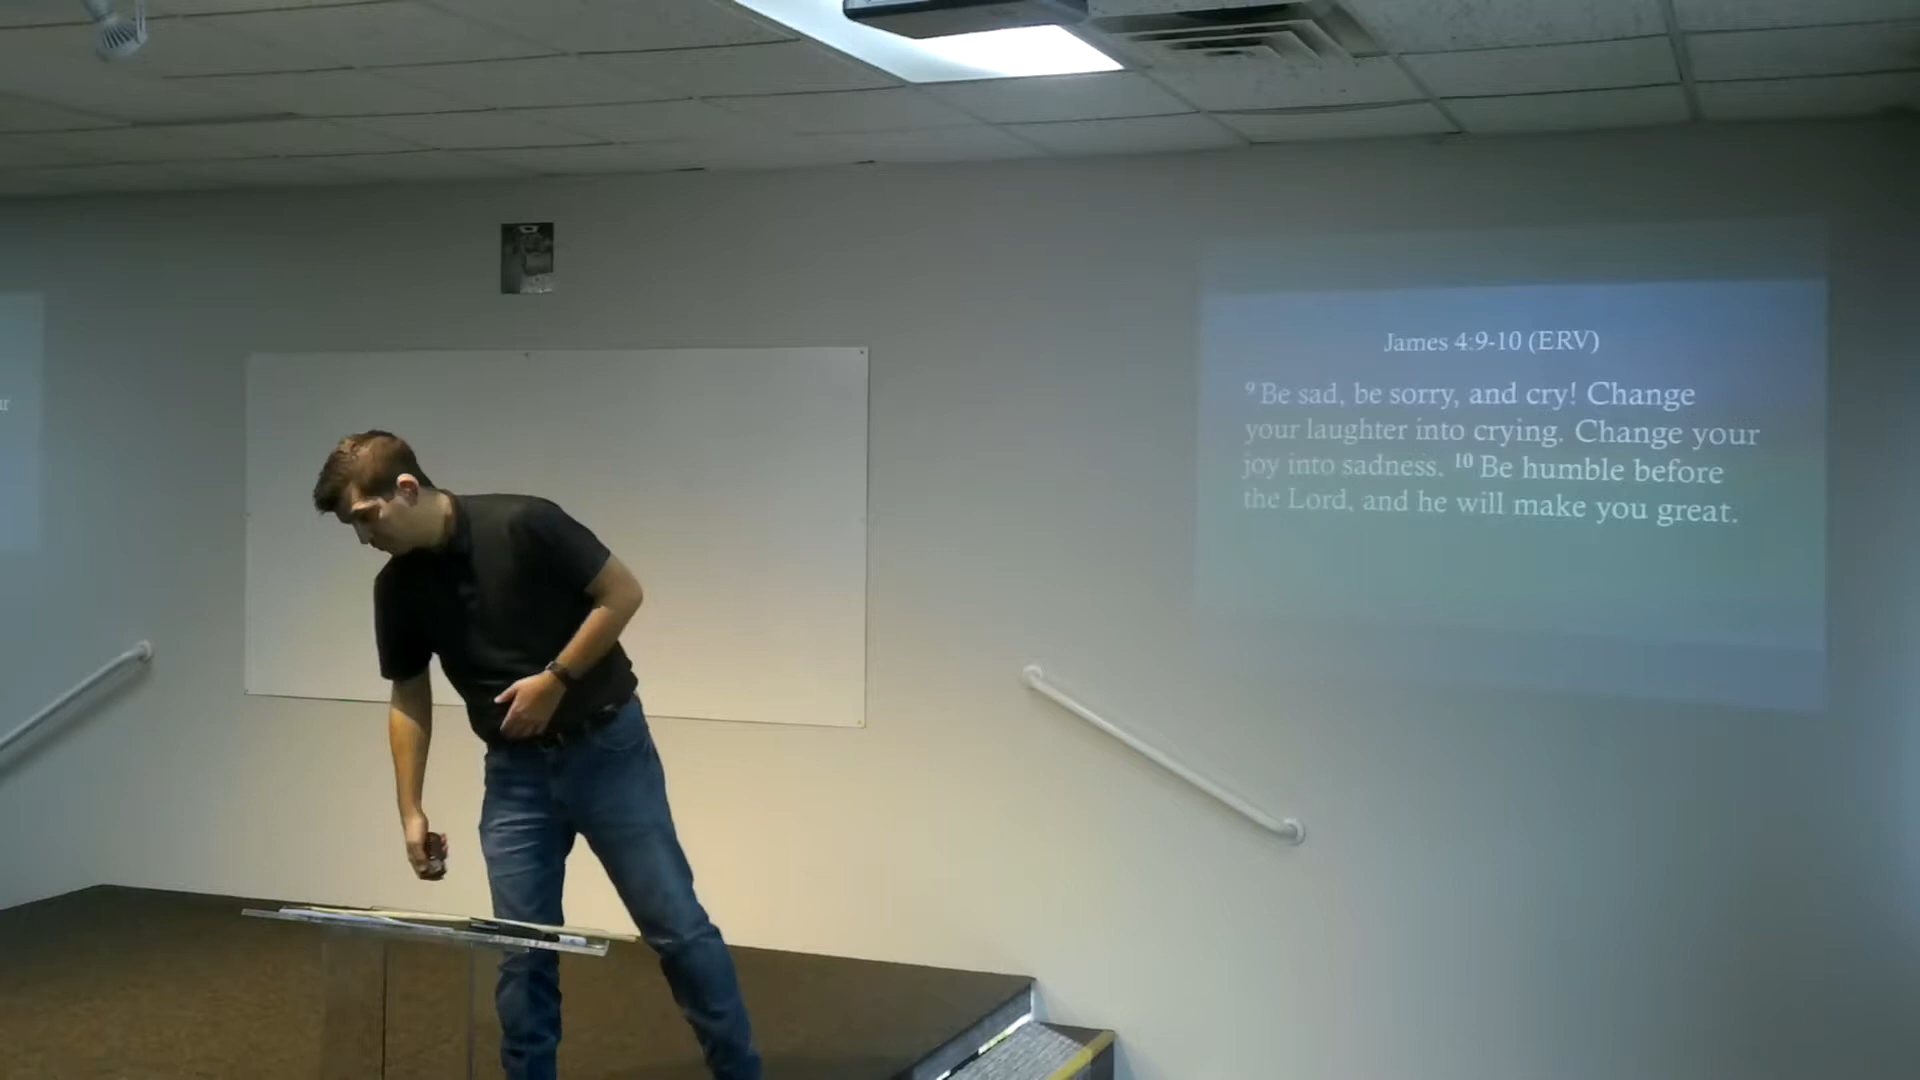 James 4:9-10 (ERV)
⁹ Be sad, be sorry, and cry! Change
your laughter into crying. Change your
joy into sadness. ¹⁰ Be humble before
the Lord, and he will make you great.